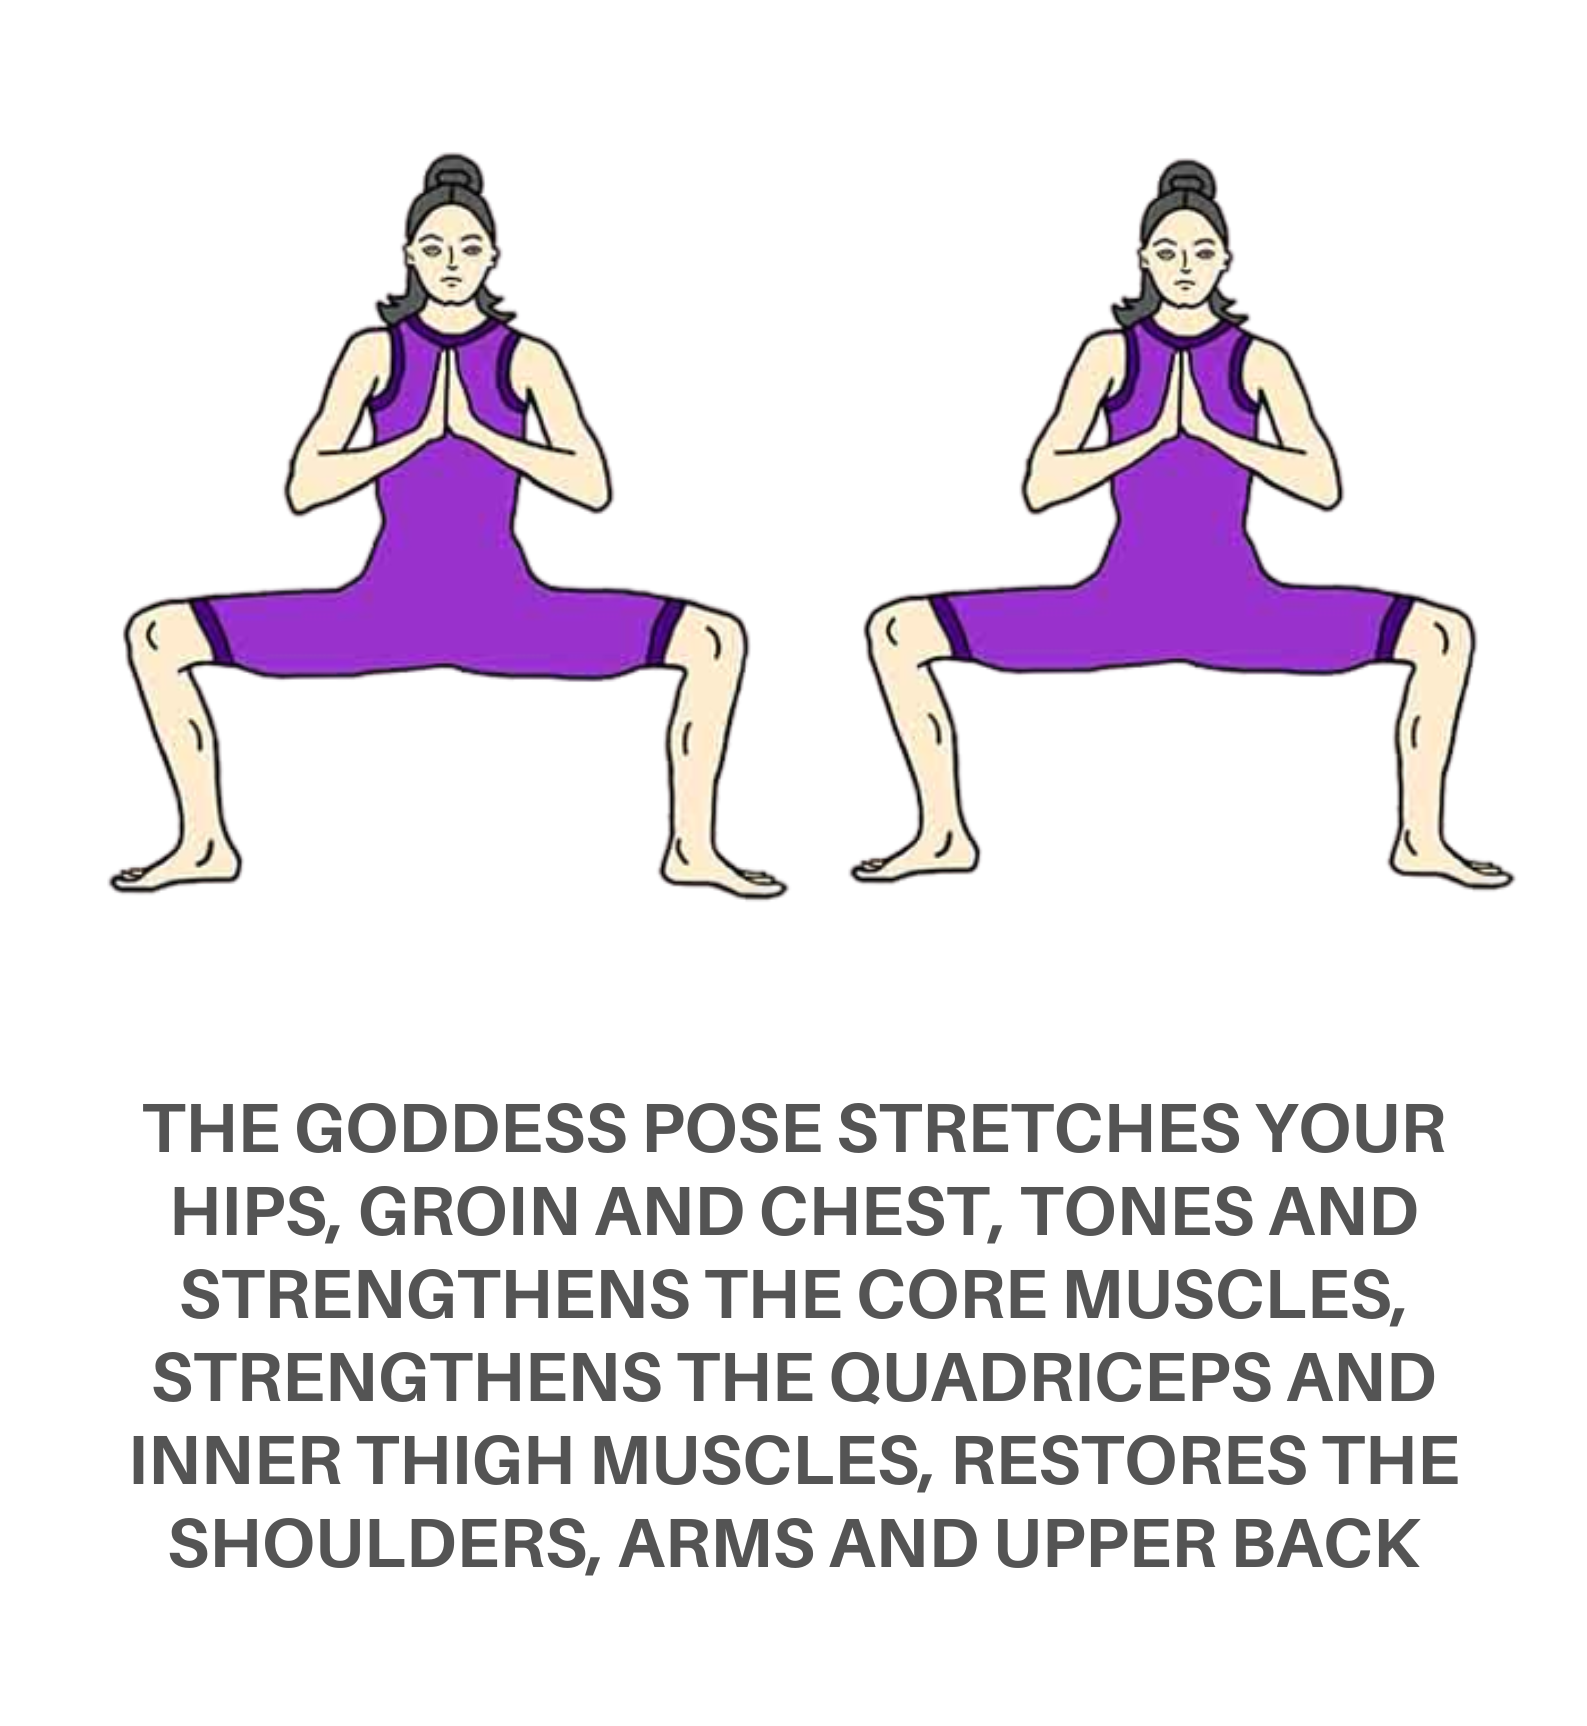 THE GODDESS POSE STRETCHES YOUR
HIPS, GROIN AND CHEST, TONES AND
STRENGTHENS THE CORE MUSCLES,
STRENGTHENS THE QUADRICEPS AND
INNER THIGH MUSCLES, RESTORES THE
SHOULDERS, ARMS AND UPPER BACK